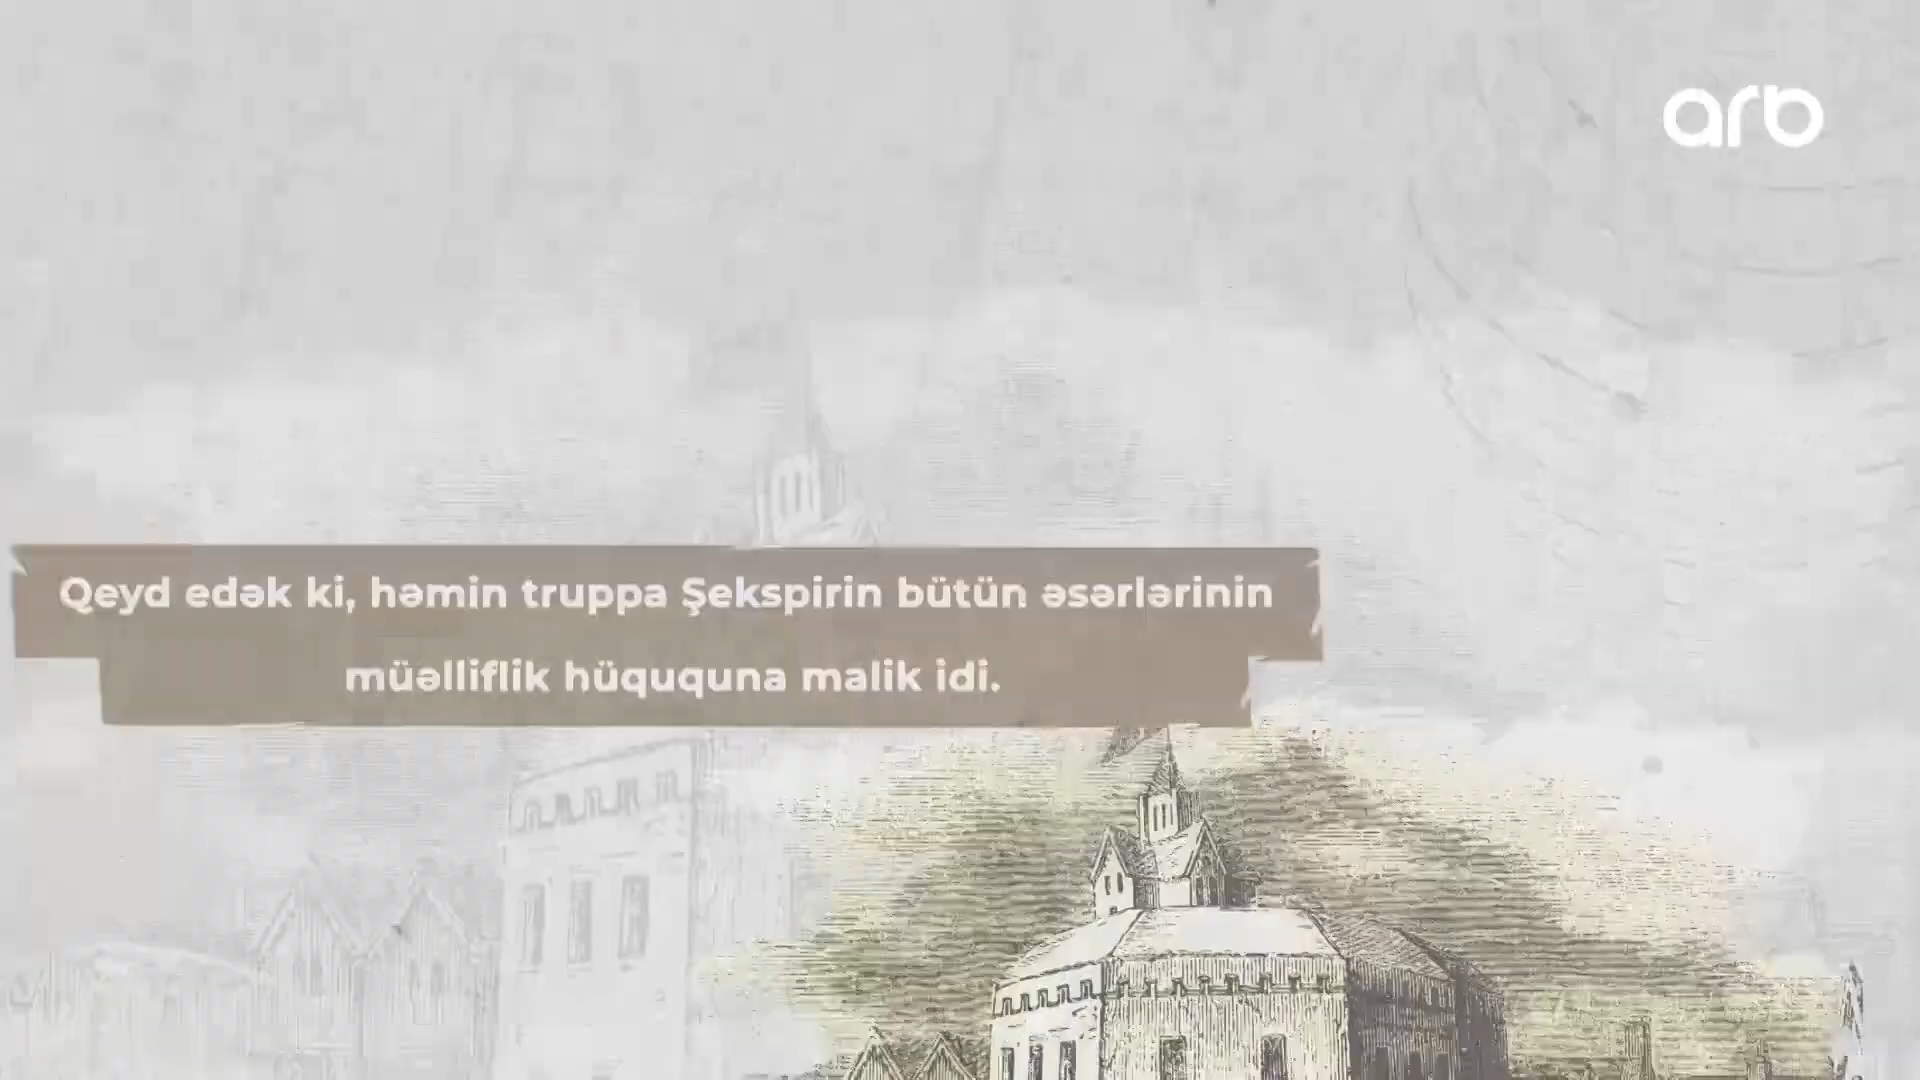 arb
Qeyd edək ki, həmin truppa Şekspirin bütün əsərlərinin
müəlliflik hüququna malik idi.